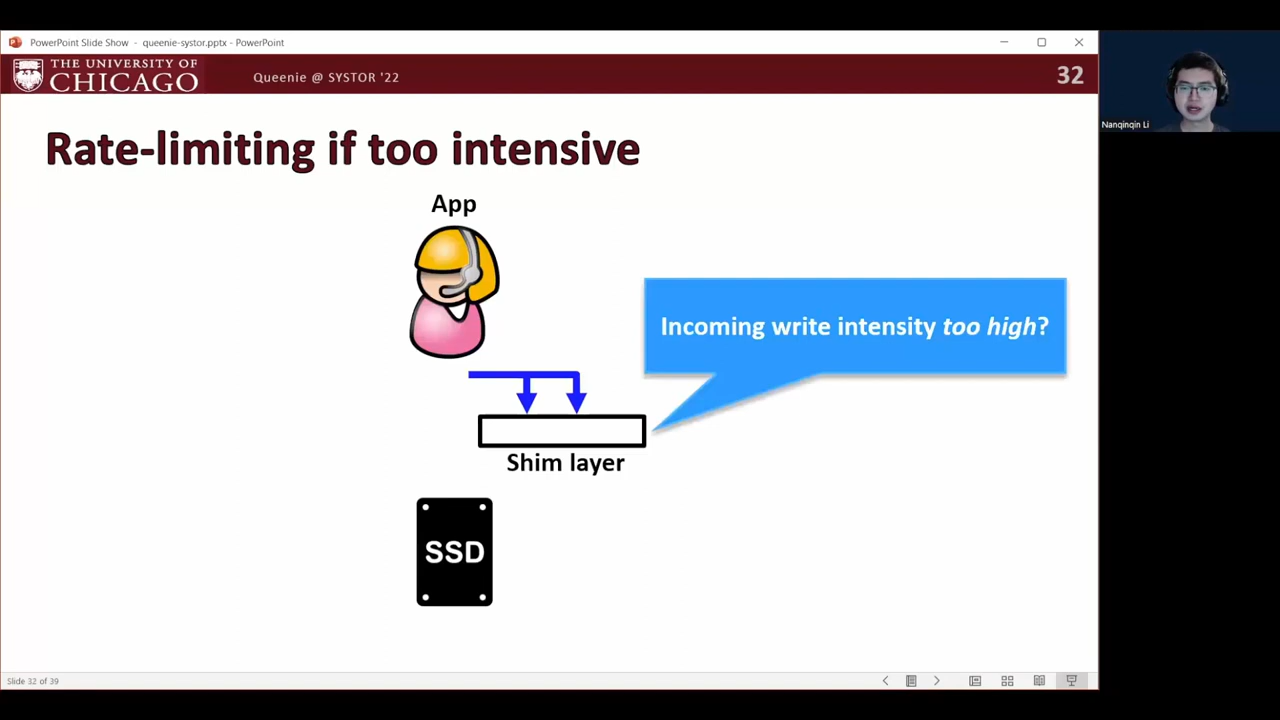 PowerPoint Slide Show - queenie-systor.pptx - PowerPoint
THE UNIVERSITY OF
CHICAGO
Queenie @ SYSTOR '22
32
Nanqinqin Li
Rate-limiting if too intensive
App
Incoming write intensity too high?
Shim layer
SSD
Slide 32 of 39